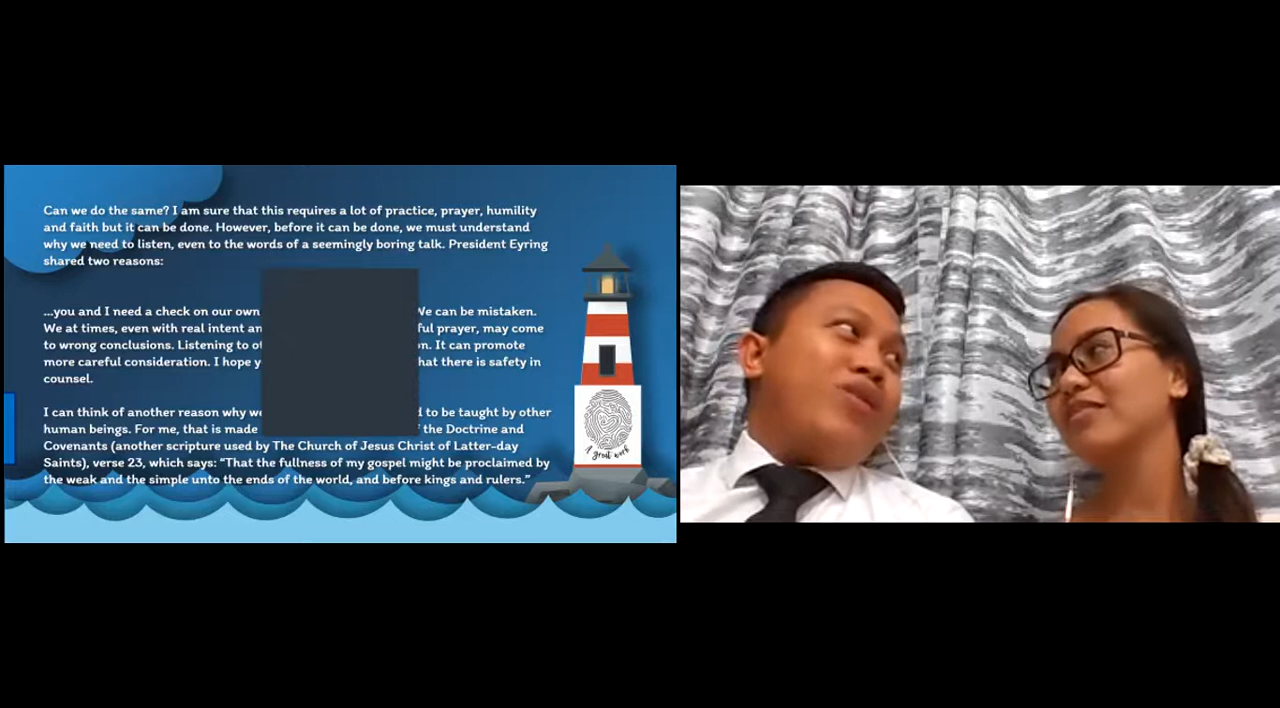 Can we do the same? I am sure that this requires a lot of practice, prayer, humility
and faith but it can be done. However, before it can be done, we must understand
why we need to listen, even to the words of a seemingly boring talk. President Eyring
shared two reasons:
...you and I need a check on our own We can be mistaken.
We at times, even with real intent prayer, may come
to wrong conclusions. Listening to It can promote
more careful consideration. I hope there is safety in
counsel.
I can think of another reason why to be taught by other
human beings. For me, that is made the Doctrine and
Covenants (another scripture used by The Church of Jesus Christ of Latter-day
Saints), verse 23, which says: “That the fullness of my gospel might be proclaimed by
the weak and the simple unto the ends of the world, and before kings and rulers.”
A great work